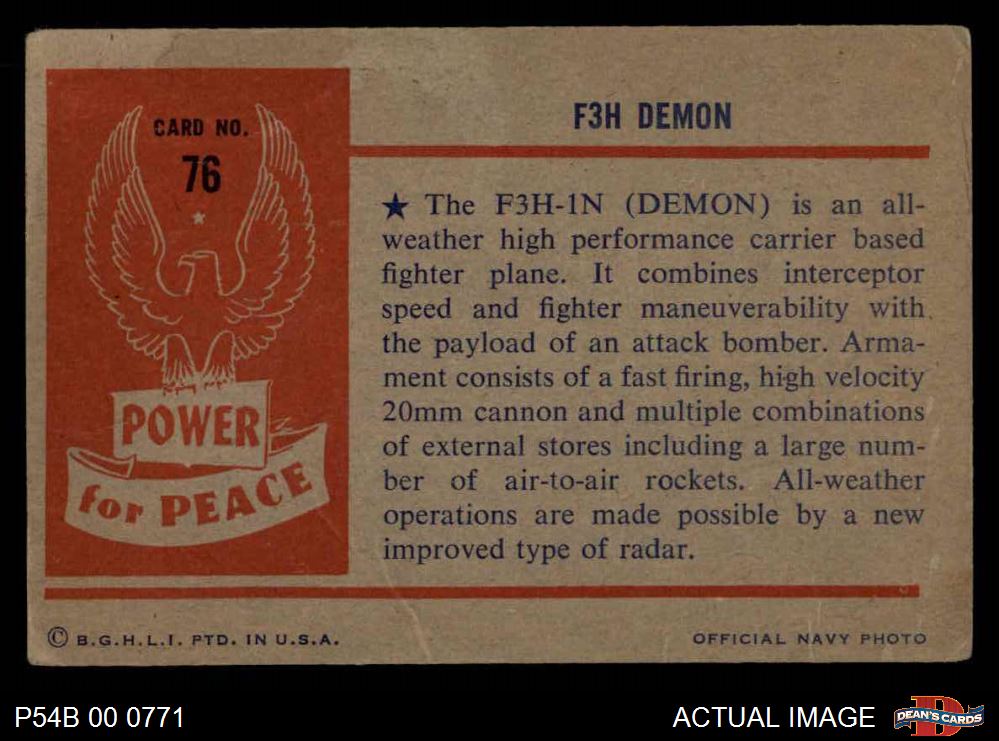 CARD NO.
76
POWER
for PEACE
F3H DEMON
★ The F3H-1N (DEMON) is an all-
weather high performance carrier based
fighter plane. It combines interceptor
speed and fighter maneuverability with
the payload of an attack bomber. Arma-
ment consists of a fast firing, high velocity
20mm cannon and multiple combinations
of external stores including a large num-
ber of air-to-air rockets. All-weather
operations are made possible by a new
improved type of radar.
© B.G.H.L.I. PTD. IN U.S.A.
OFFICIAL NAVY PHOTO
P54B 00 0771
ACTUAL IMAGE
DEAN'S CARDS